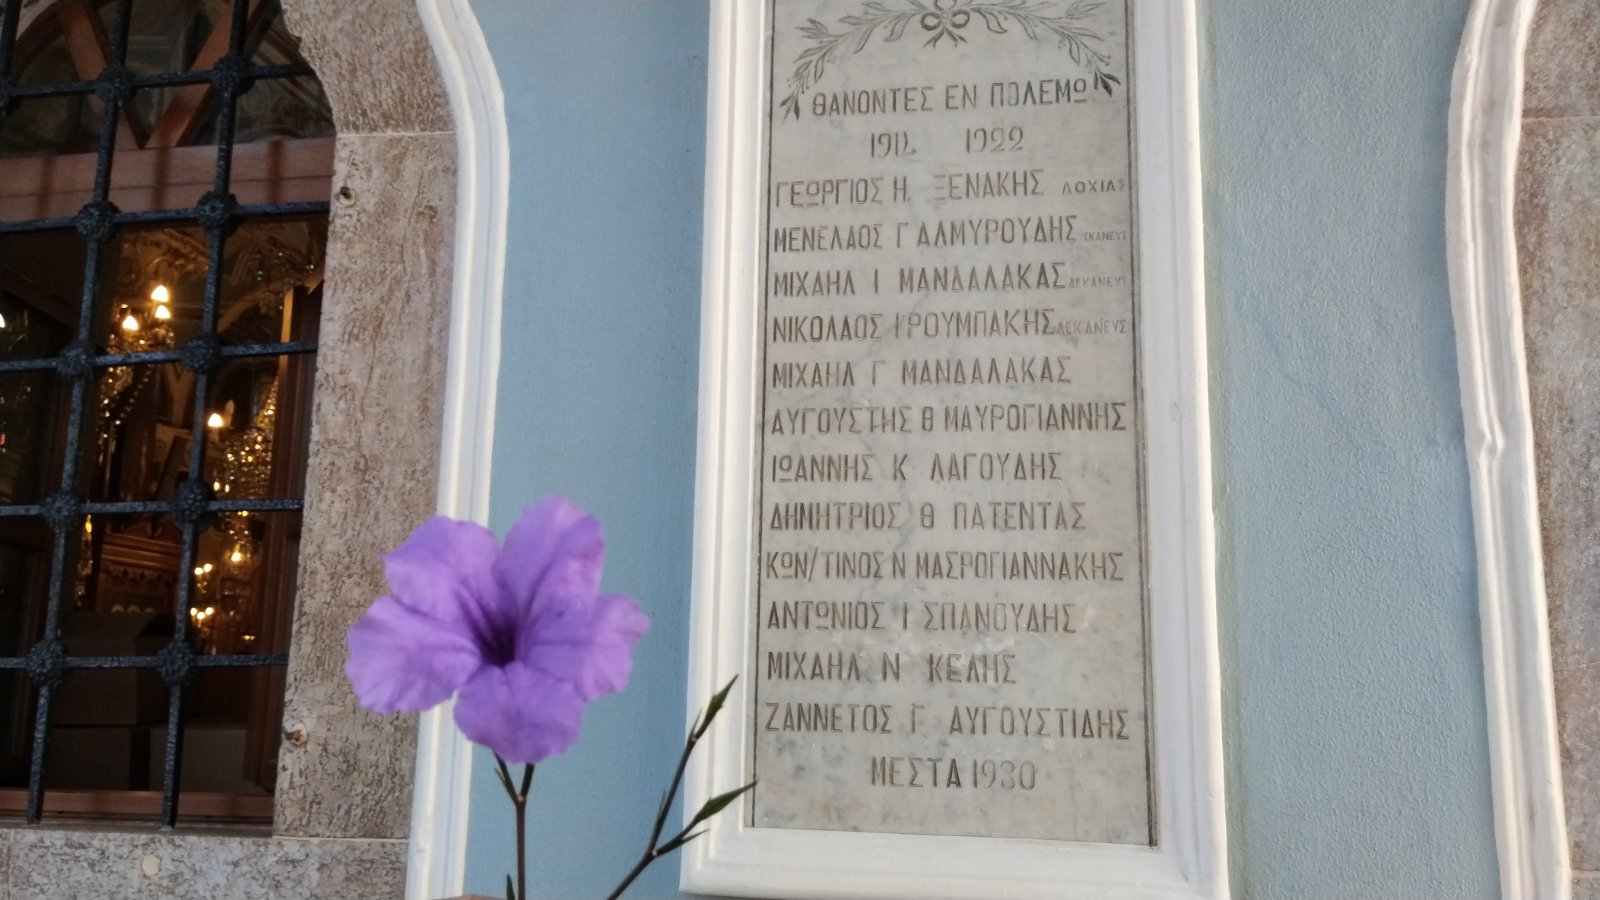 ΘΑΝΟΝΤΕΣ ΕΝ ΠΟΛΕΜΩ
1914 1922
ΓΕΩΡΓΙΟΣ Η. ΞΕΝΑΚΗΣ ΛΟΧΙΑΣ
ΜΕΝΕΛΑΟΣ Γ ΑΛΜΥΡΟΥΔΗΣ ΔΕΚΑΝΕΥΣ
ΜΙΧΑΗΛ Ι ΜΑΝΔΑΛΑΚΑΣ ΔΕΚΑΝΕΥΣ
ΝΙΚΟΛΑΟΣ Ι ΡΟΥΜΠΑΚΗΣ ΔΕΚΑΝΕΥΣ
ΜΙΧΑΗΛ Γ ΜΑΝΔΑΛΑΚΑΣ
ΑΥΓΟΥΣΤΗΣ Θ ΜΑΥΡΟΓΙΑΝΝΗΣ
ΙΩΑΝΝΗΣ Κ ΛΑΓΟΥΔΗΣ
ΔΗΜΗΤΡΙΟΣ Θ ΠΑΤΕΝΤΑΣ
ΚΩΝ/ΤΙΝΟΣ Ν ΜΑΣΡΟΓΙΑΝΝΑΚΗΣ
ΑΝΤΩΝΙΟΣ Ι ΣΠΑΝΟΥΔΗΣ
ΜΙΧΑΗΛ Ν ΚΕΛΗΣ
ΖΑΝΝΕΤΟΣ Γ ΑΥΓΟΥΣΤΙΔΗΣ
ΜΕΣΤΑ 1930